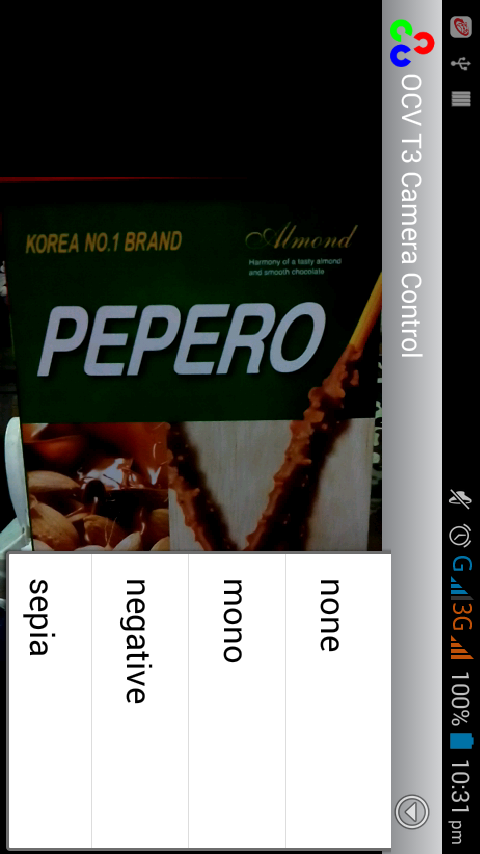 G 3G 100% 10:31 pm
OCV T3 Camera Control
none
mono
negative
sepia
KOREA NO.1 BRAND
Almond
Harmony of a tasty almond
and smooth chocolate
PEPERO